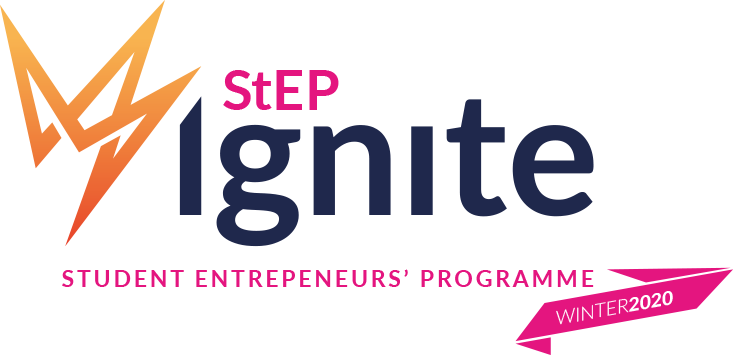 StEP
Ignite
STUDENT ENTREPENEURS' PROGRAMME
WINTER2020